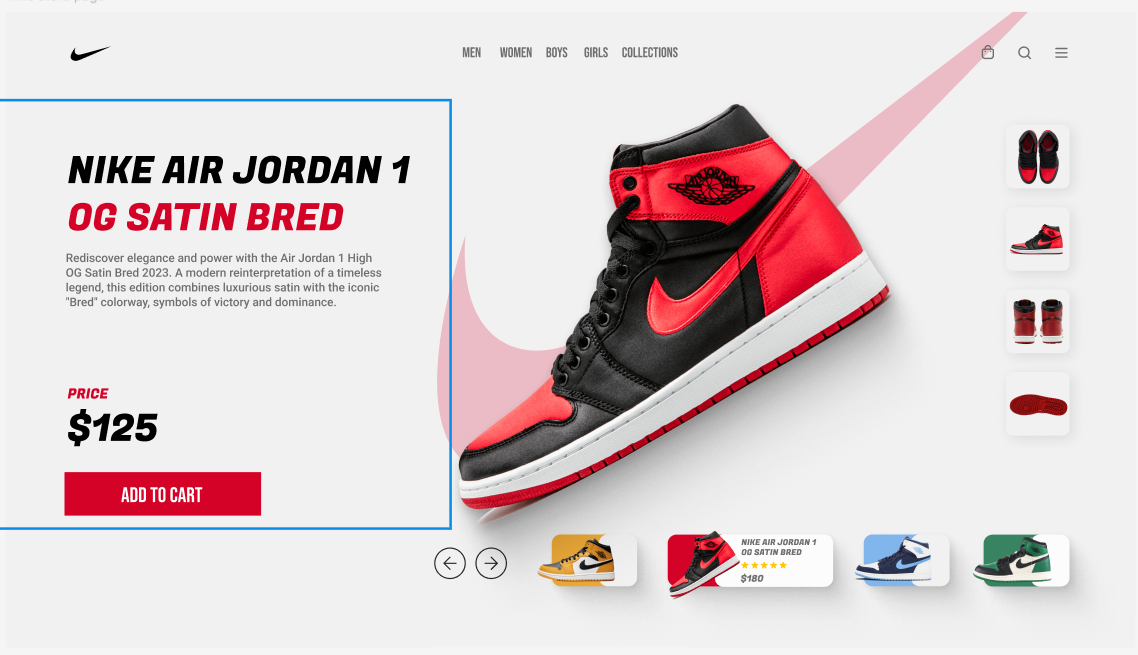 MEN WOMEN BOYS GIRLS COLLECTIONS
NIKE AIR JORDAN 1
OG SATIN BRED
Rediscover elegance and power with the Air Jordan 1 High
OG Satin Bred 2023. A modern reinterpretation of a timeless
legend, this edition combines luxurious satin with the iconic
"Bred" colorway, symbols of victory and dominance.
PRICE
$125
ADD TO CART
NIKE AIR JORDAN 1
OG SATIN BRED
$180